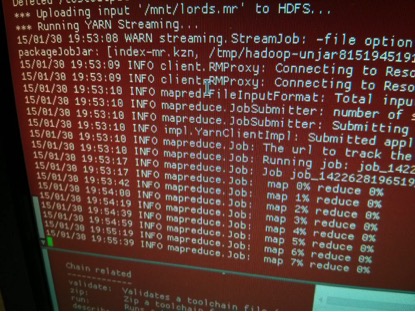 *** Uploading input '/mnt/lords.mr' to HDFS...
*** Running YARN Streaming...
15/01/30 19:53:08 WARN streaming.StreamJob: -file option
packageJobJar: [index-mr.kzn, /tmp/hadoop-unjar8151945191
15/01/30 19:53:09 INFO client.RMProxy: Connecting to Reso
15/01/30 19:53:09 INFO client.RMProxy: Connecting to Reso
15/01/30 19:53:10 INFO mapred.FileInputFormat: Total inpu
15/01/30 19:53:10 INFO mapreduce.JobSubmitter: number of s
15/01/30 19:53:10 INFO mapreduce.JobSubmitter: Submitting
15/01/30 19:53:10 INFO impl.YarnClientImpl: Submitted appl
15/01/30 19:53:10 INFO mapreduce.Job: The url to track the
15/01/30 19:53:10 INFO mapreduce.Job: Running job: job_1422
15/01/30 19:53:17 INFO mapreduce.Job: Job job_1422628196519
15/01/30 19:53:17 INFO mapreduce.Job: map 0% reduce 0%
15/01/30 19:53:42 INFO mapreduce.Job: map 1% reduce 0%
15/01/30 19:54:00 INFO mapreduce.Job: map 2% reduce 0%
15/01/30 19:54:19 INFO mapreduce.Job: map 3% reduce 0%
15/01/30 19:54:39 INFO mapreduce.Job: map 4% reduce 0%
15/01/30 19:54:59 INFO mapreduce.Job: map 5% reduce 0%
15/01/30 19:55:19 INFO mapreduce.Job: map 6% reduce 0%
15/01/30 19:55:39 INFO mapreduce.Job: map 7% reduce 0%
Chain related
validate: Validates a toolchain file
zip: Zip a toolchain
run: